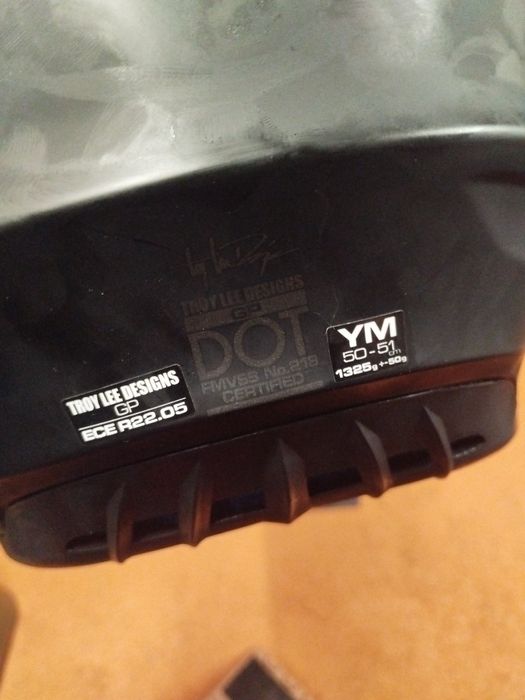 TROY LEE DESIGNS
GP
DOT
FMVSS No. 218
CERTIFIED
TROY LEE DESIGNS
GP
ECE R22.05
YM
50-51cm
1325g+-50g